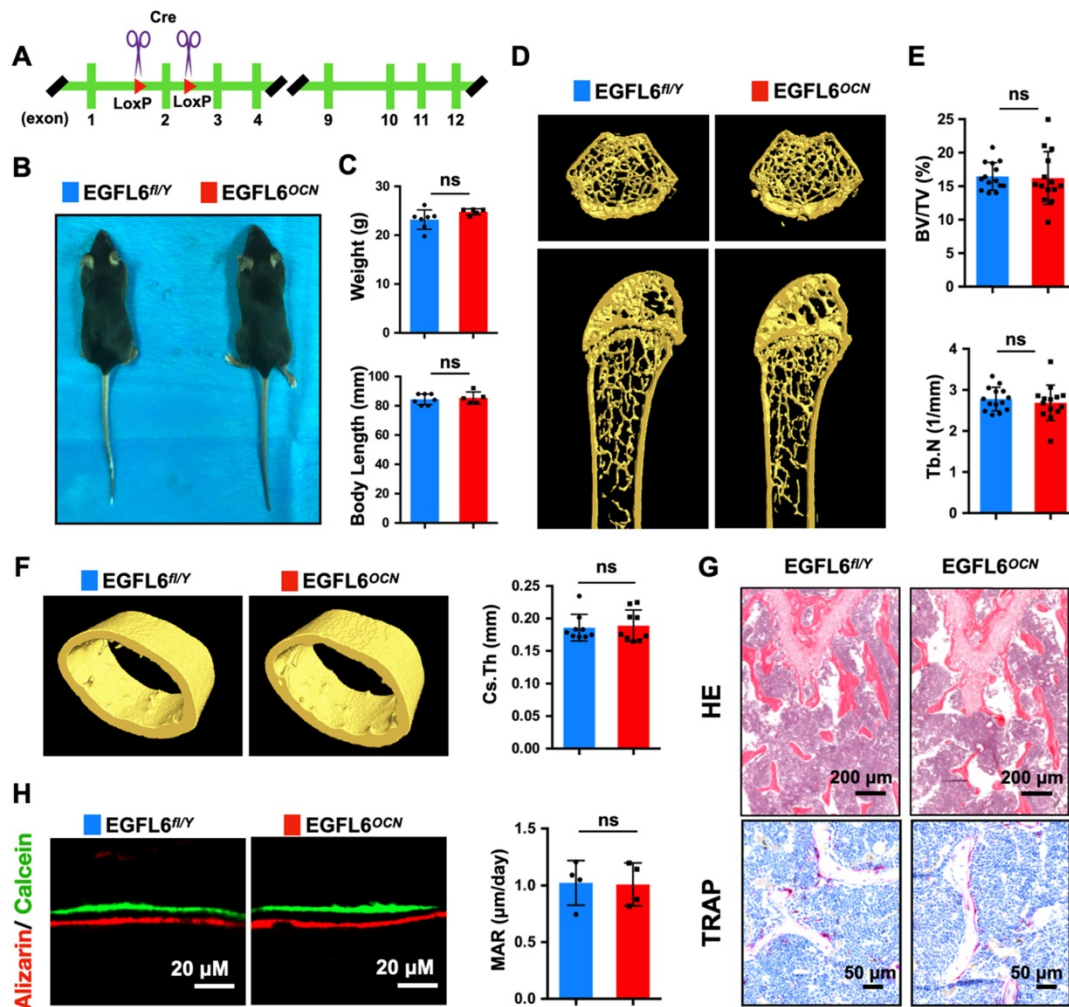 A
Cre
LoxP
LoxP
(exon) 1 2 3 4 9 10 11 12
B
EGFL6fl/Y EGFL6OCN
C
ns
Weight (g)
30
20
10
0
ns
Body Length (mm)
100
80
60
40
20
0
D
EGFL6fl/Y EGFL6OCN
E
ns
BV/TV (%)
25
20
15
10
5
0
ns
Tb.N (1/mm)
4
3
2
1
0
F
EGFL6fl/Y EGFL6OCN
ns
Cs.Th (mm)
0.25
0.20
0.15
0.10
0.05
0.00
G
EGFL6fl/Y EGFL6OCN
HE
200 µm 200 µm
TRAP
50 µm 50 µm
H
EGFL6fl/Y EGFL6OCN
Alizarin/ Calcein
20 µM 20 µM
ns
MAR (µm/day)
1.5
1.0
0.5
0.0